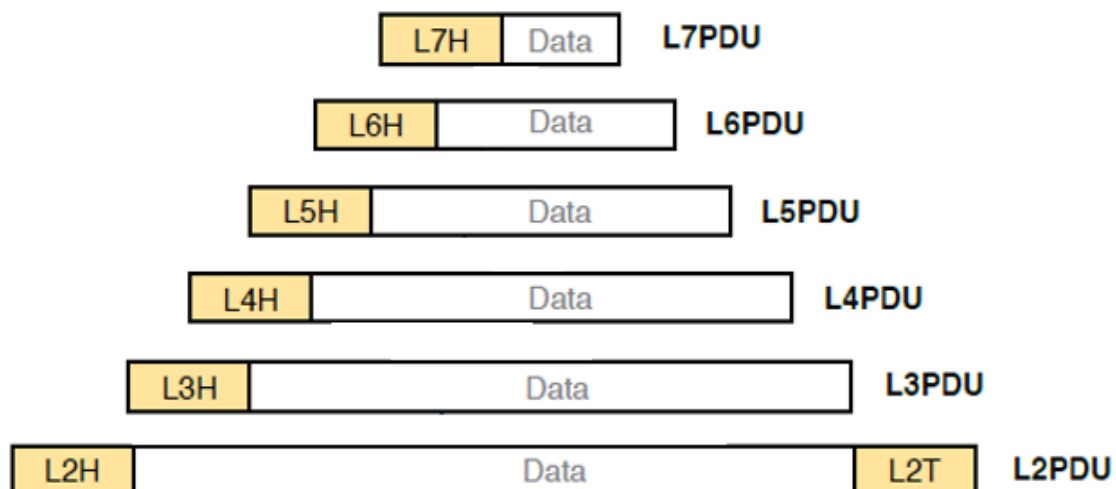 L7H Data L7PDU
L6H Data L6PDU
L5H Data L5PDU
L4H Data L4PDU
L3H Data L3PDU
L2H Data L2T L2PDU